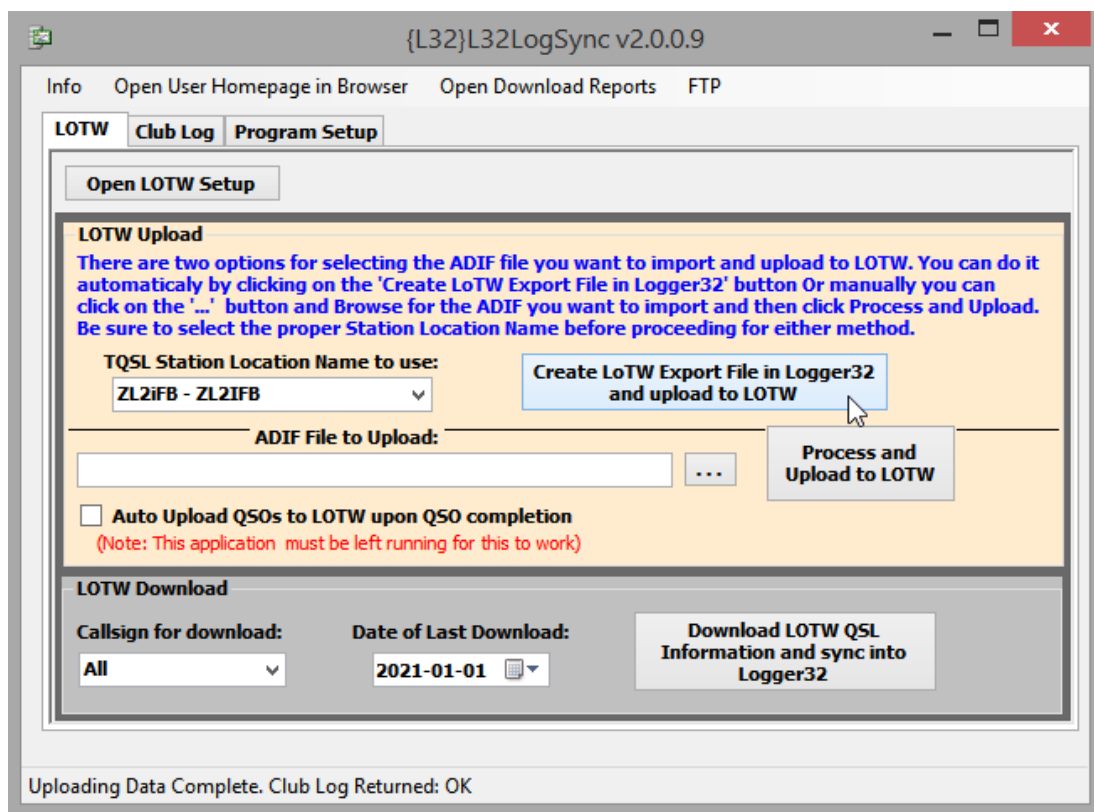 {L32}L32LogSync v2.0.0.9
Info Open User Homepage in Browser Open Download Reports FTP
LOTW Club Log Program Setup
Open LOTW Setup
LOTW Upload
There are two options for selecting the ADIF file you want to import and upload to LOTW. You can do it
automaticaly by clicking on the 'Create LoTW Export File in Logger32' button Or manually you can
click on the '...' button and Browse for the ADIF you want to import and then click Process and Upload.
Be sure to select the proper Station Location Name before proceeding for either method.
TQSL Station Location Name to use:
ZL2iFB - ZL2IFB
Create LoTW Export File in Logger32
and upload to LOTW
ADIF File to Upload:
...
Process and
Upload to LOTW
Auto Upload QSOs to LOTW upon QSO completion
(Note: This application must be left running for this to work)
LOTW Download
Callsign for download:
All
Date of Last Download:
2021-01-01
Download LOTW QSL
Information and sync into
Logger32
Uploading Data Complete. Club Log Returned: OK